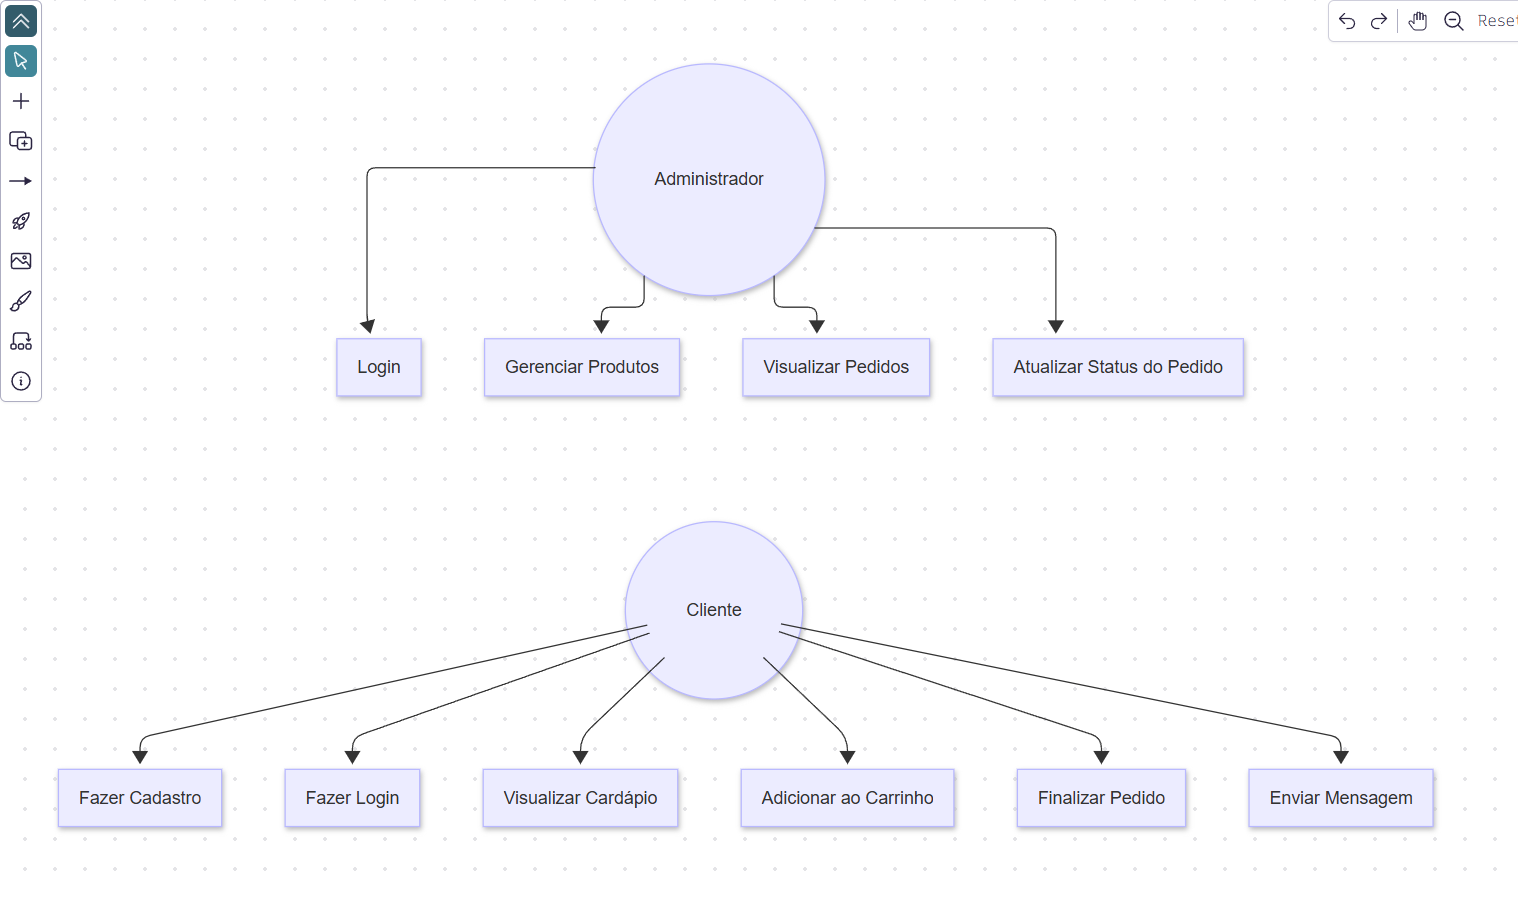 Reset
Administrador
Login
Gerenciar Produtos
Visualizar Pedidos
Atualizar Status do Pedido
Cliente
Fazer Cadastro
Fazer Login
Visualizar Cardápio
Adicionar ao Carrinho
Finalizar Pedido
Enviar Mensagem